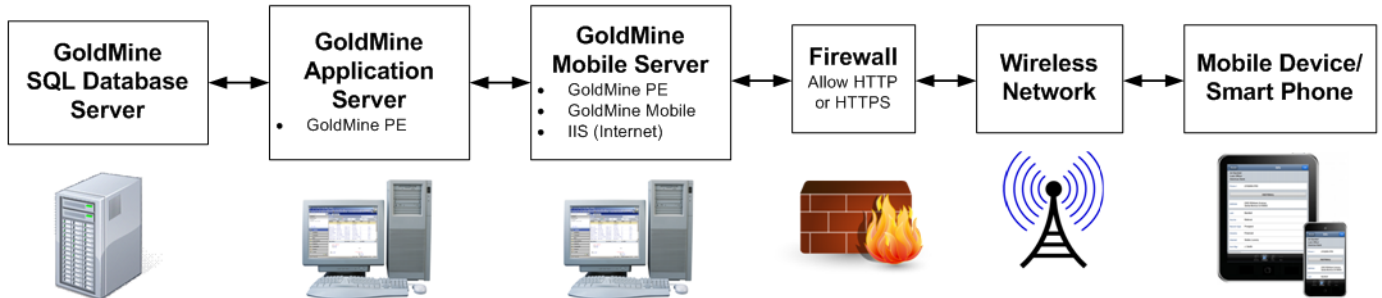 GoldMine
SQL Database
Server
GoldMine
Application
Server
• GoldMine PE
GoldMine
Mobile Server
• GoldMine PE
• GoldMine Mobile
• IIS (Internet)
Firewall
Allow HTTP
or HTTPS
Wireless
Network
Mobile Device/
Smart Phone